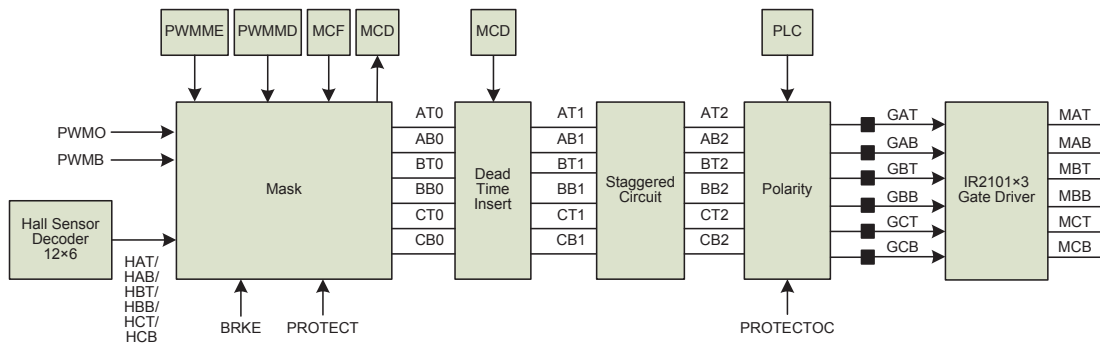 PWMME
PWMMD
MCF
MCD
MCD
PLC
PWMO
PWMB
Hall Sensor
Decoder
12×6
HAT/
HAB/
HBT/
HBB/
HCT/
HCB
Mask
BRKE
PROTECT
AT0
AB0
BT0
BB0
CT0
CB0
Dead
Time
Insert
AT1
AB1
BT1
BB1
CT1
CB1
Staggered
Circuit
AT2
AB2
BT2
BB2
CT2
CB2
Polarity
PROTECTOC
GAT
GAB
GBT
GBB
GCT
GCB
IR2101×3
Gate Driver
MAT
MAB
MBT
MBB
MCT
MCB